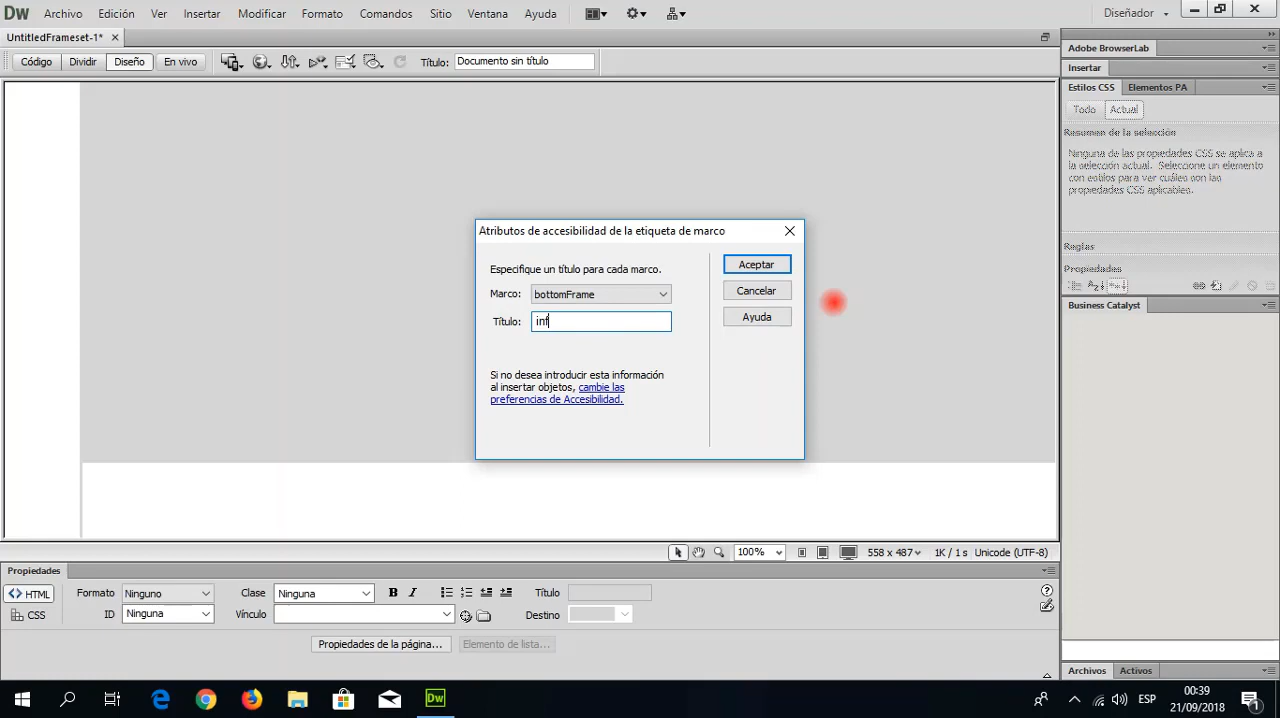 Dw Archivo Edición Ver Insertar Modificar Formato Comandos Sitio Ventana Ayuda Diseñador
UntitledFrameset-1*
Código Dividir Diseño En vivo Título: Documento sin título
Adobe BrowserLab
Insertar
Estilos CSS Elementos PA
Todo Actual
Resumen de la selección
Ninguna de las propiedades CSS se aplica a
la selección actual. Seleccione un elemento
con estilos para ver cuáles son las
propiedades CSS aplicables.
Reglas
Propiedades
Business Catalyst
Atributos de accesibilidad de la etiqueta de marco
Especifique un título para cada marco.
Marco: bottomFrame
Título: inf
Si no desea introducir esta información
al insertar objetos, cambie las
preferencias de Accesibilidad.
Aceptar
Cancelar
Ayuda
100% 558 x 487 1K / 1 s Unicode (UTF-8)
Propiedades
<> HTML Formato Ninguno Clase Ninguna B I Título
CSS ID Ninguna Vínculo Destino
Propiedades de la página... Elemento de lista...
Archivos Activos
Dw ESP 00:39
21/09/2018
1